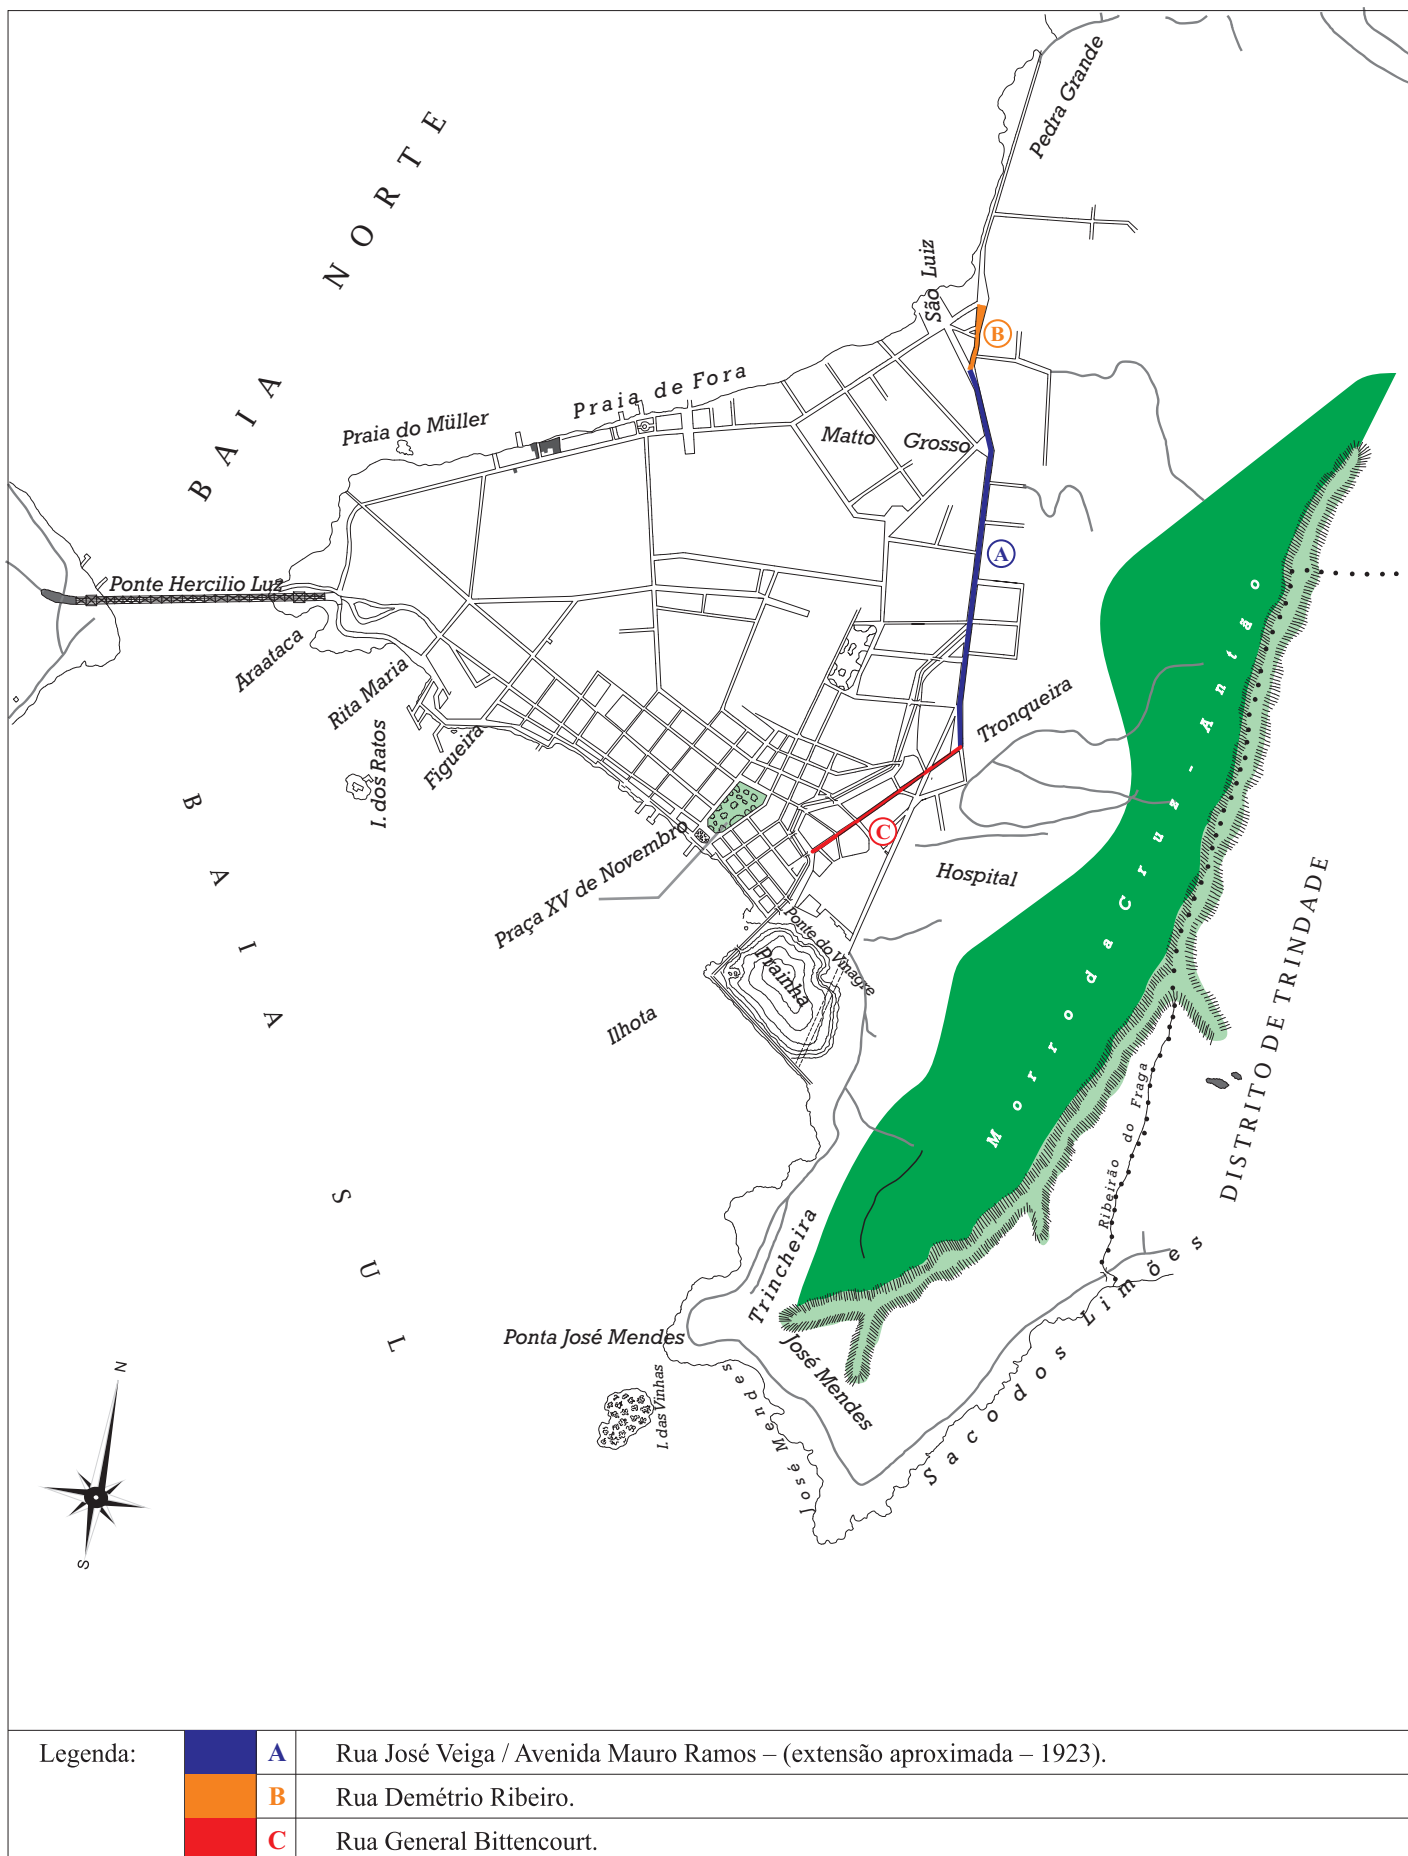 Pedra Grande
BAIA NORTE
São Luiz
B
Praia de Fora
Praia do Müller
Matto Grosso
A
Ponte Hercilio Luz
Araataca
Rita Maria
I. dos Ratos
Figueira
Tronqueira
Morro da Cruz - Antão
C
Praça XV de Novembro
Hospital
BAIA SUL
Ponte do Vinagre
Prainha
Ilhota
DISTRITO DE TRINDADE
Ribeirão do Fraga
Trincheira
Ponta José Mendes
José Mendes
José Mendes
I. das Vinhas
Saco dos Limões
N
S
Legenda:
A Rua José Veiga / Avenida Mauro Ramos – (extensão aproximada – 1923).
B Rua Demétrio Ribeiro.
C Rua General Bittencourt.